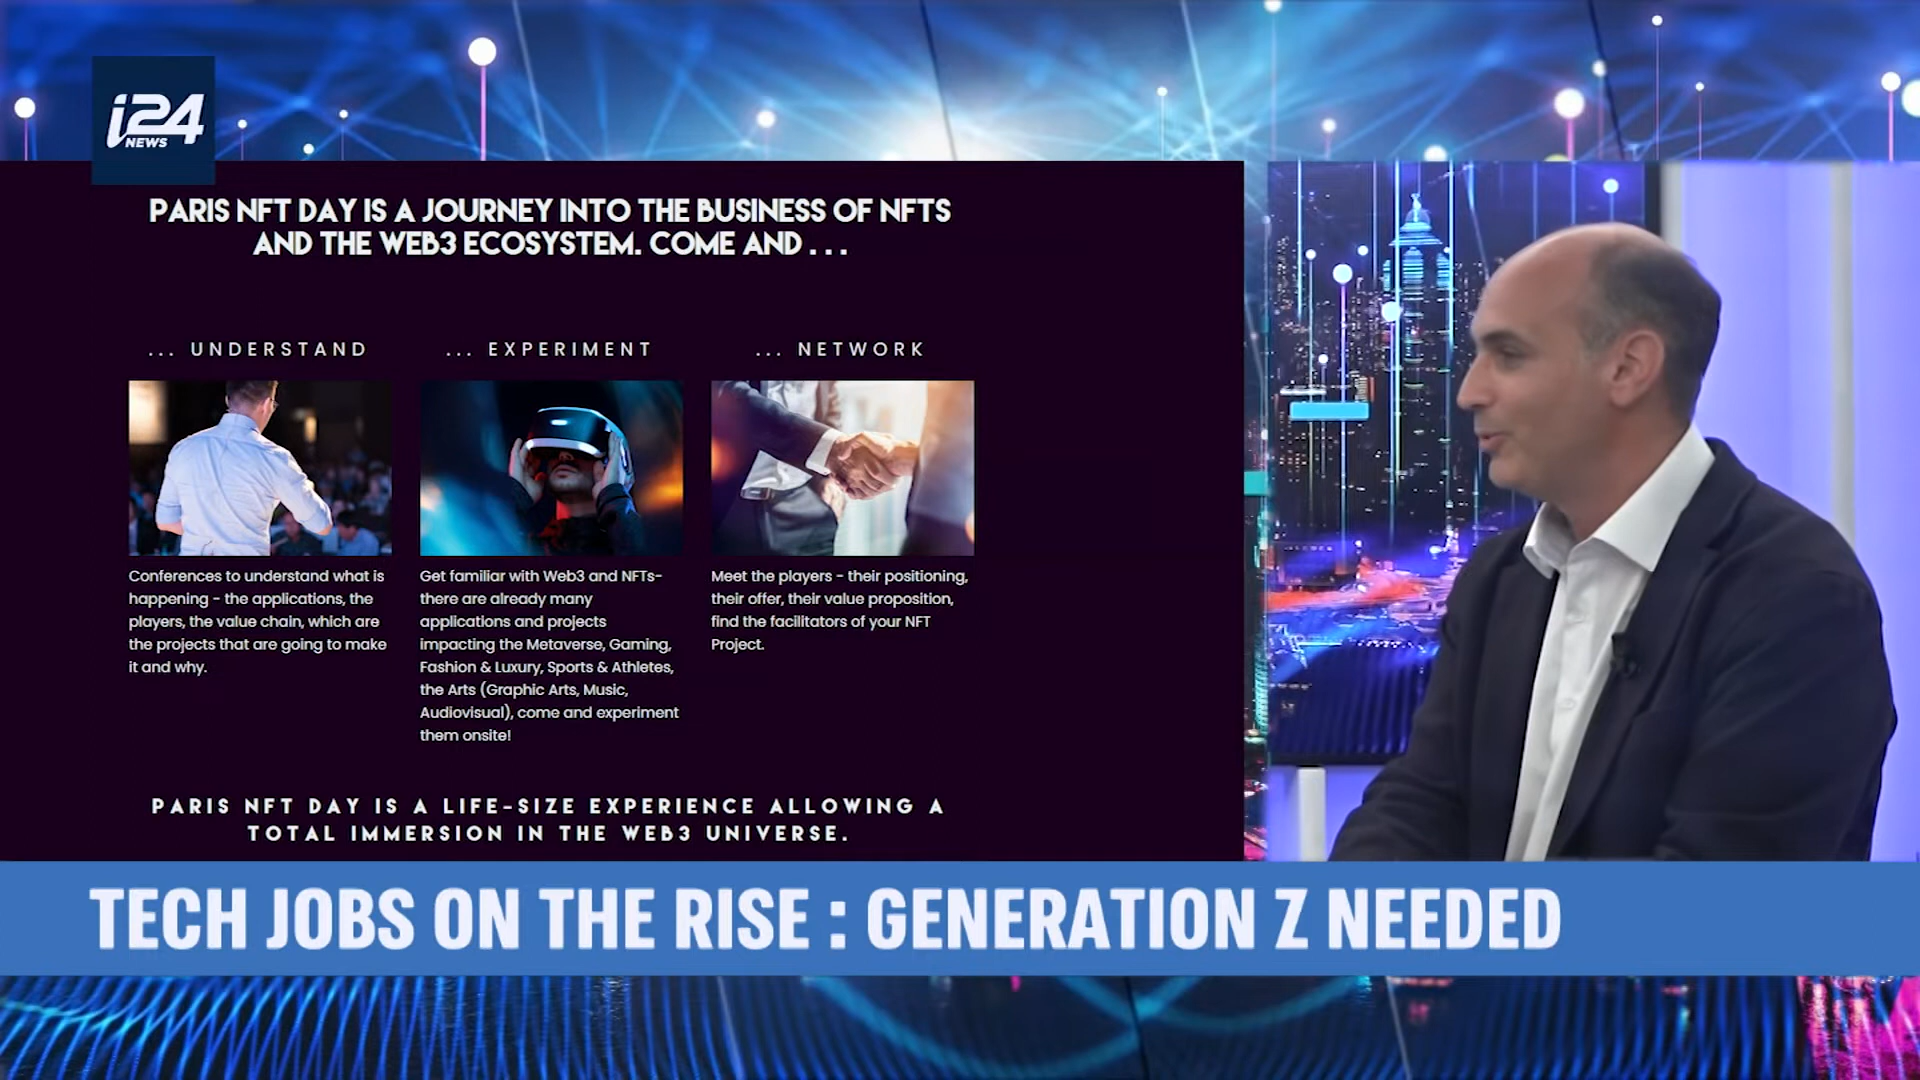 i24
NEWS
PARIS NFT DAY IS A JOURNEY INTO THE BUSINESS OF NFTS
AND THE WEB3 ECOSYSTEM. COME AND . . .
... UNDERSTAND
Conferences to understand what is
happening - the applications, the
players, the value chain, which are
the projects that are going to make
it and why.
... EXPERIMENT
Get familiar with Web3 and NFTs-
there are already many
applications and projects
impacting the Metaverse, Gaming,
Fashion & Luxury, Sports & Athletes,
the Arts (Graphic Arts, Music,
Audiovisual), come and experiment
them onsite!
... NETWORK
Meet the players - their positioning,
their offer, their value proposition,
find the facilitators of your NFT
Project.
PARIS NFT DAY IS A LIFE-SIZE EXPERIENCE ALLOWING A
TOTAL IMMERSION IN THE WEB3 UNIVERSE.
TECH JOBS ON THE RISE : GENERATION Z NEEDED